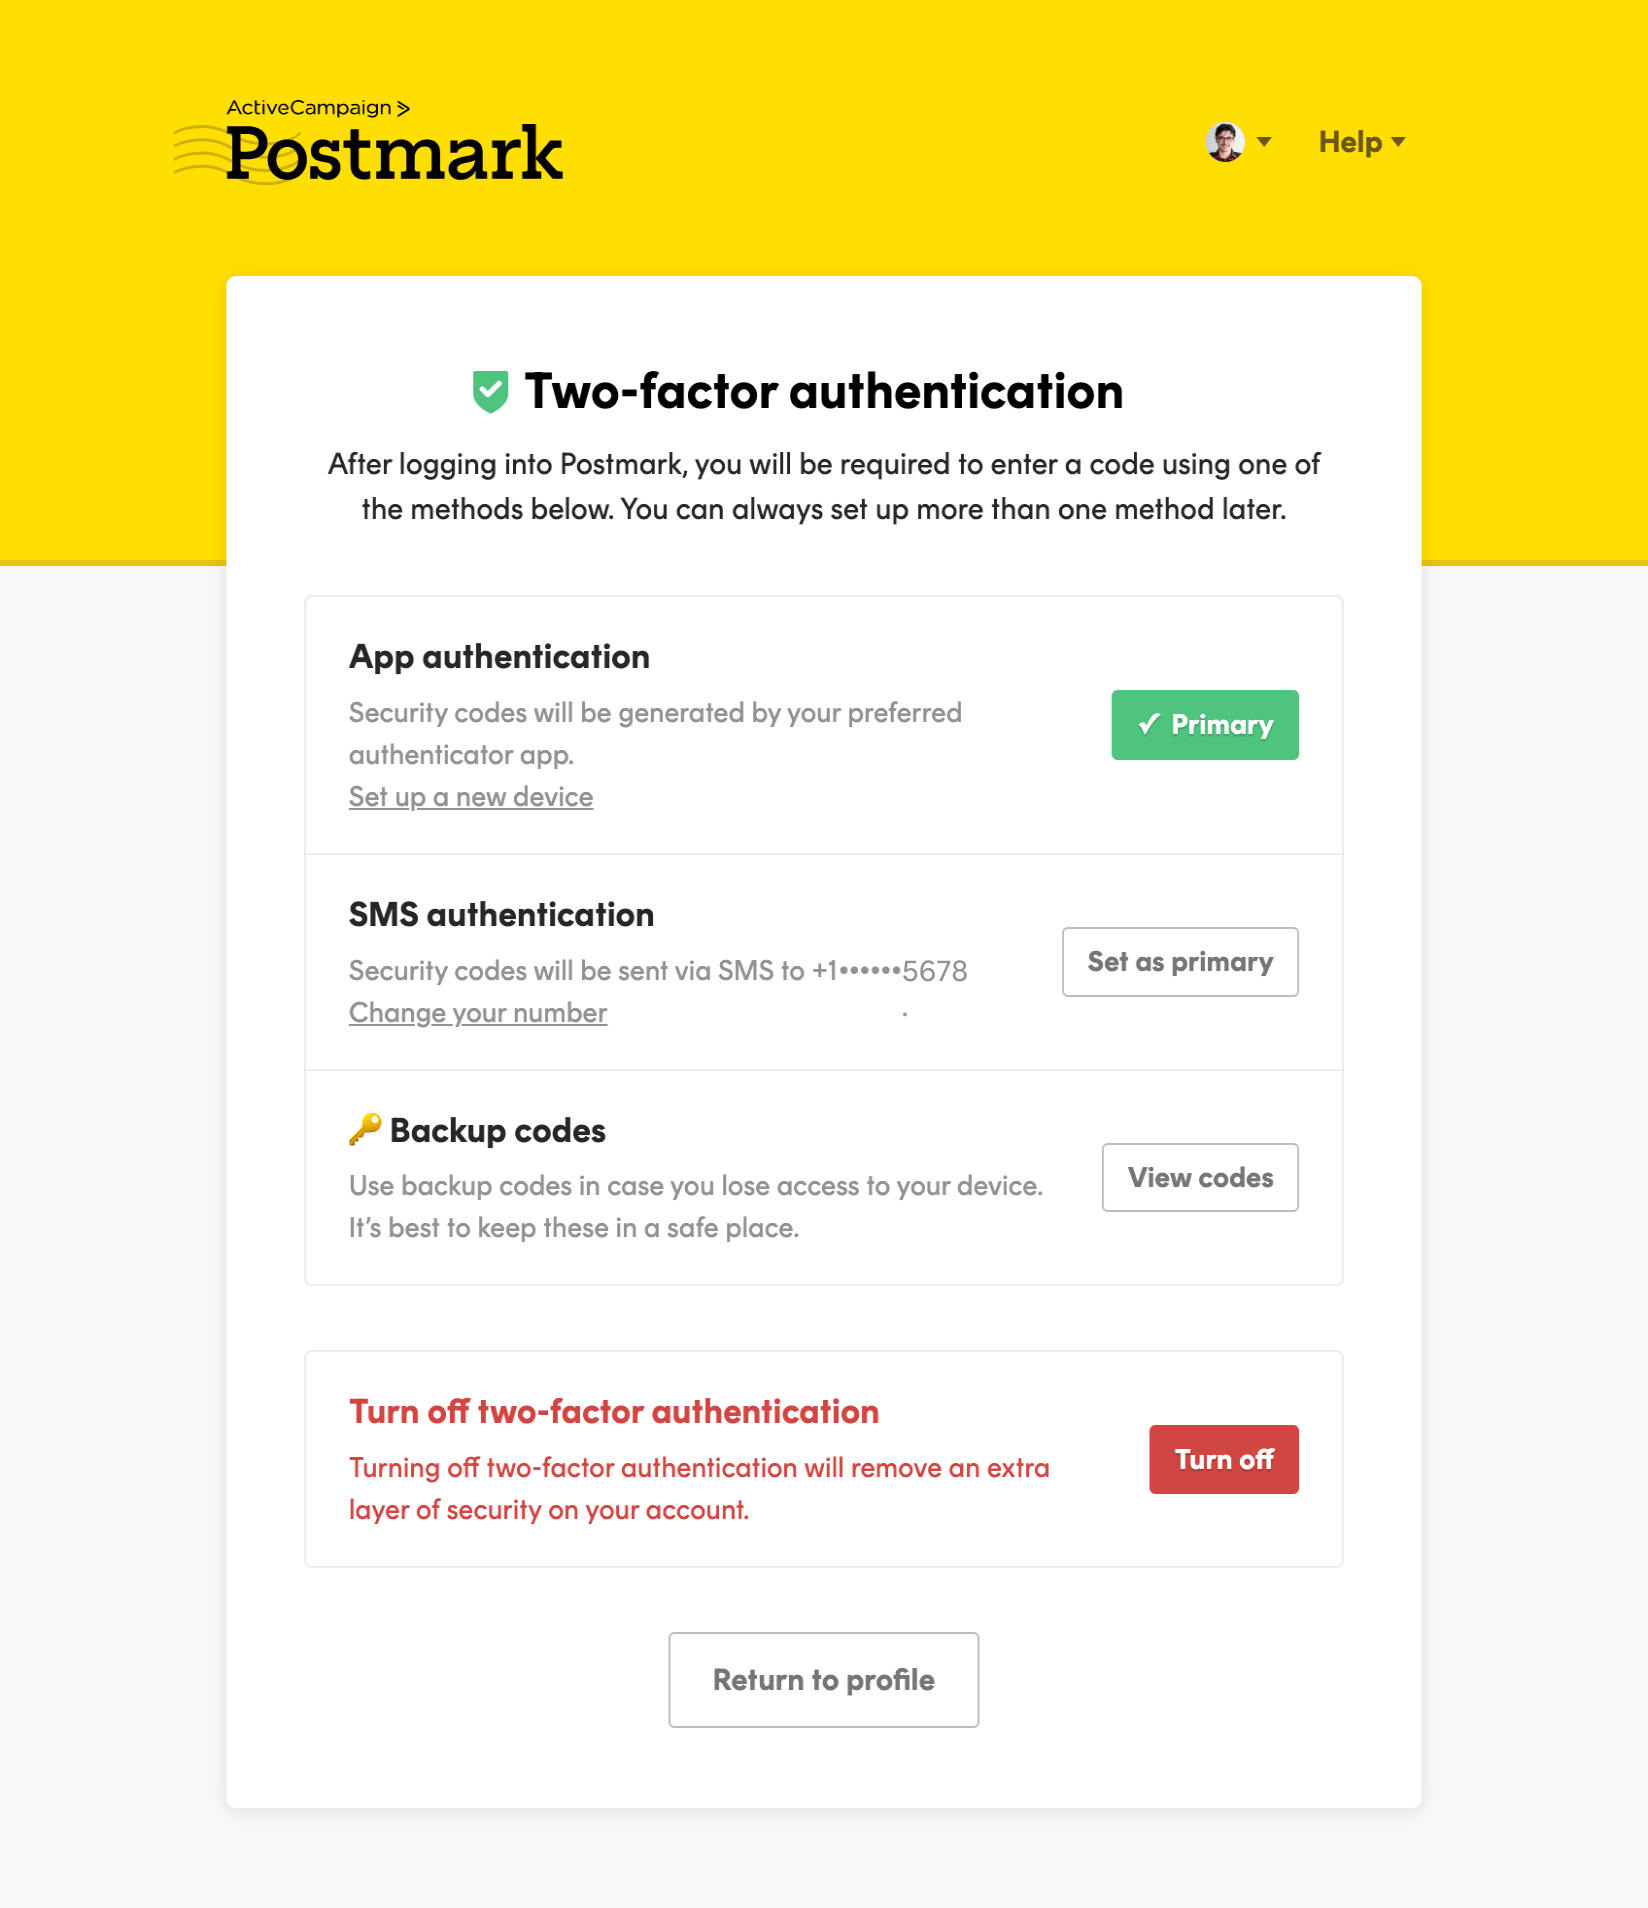 ActiveCampaign >
Postmark
Help
Two-factor authentication
After logging into Postmark, you will be required to enter a code using one of
the methods below. You can always set up more than one method later.
App authentication
Security codes will be generated by your preferred
authenticator app.
Set up a new device
✓ Primary
SMS authentication
Security codes will be sent via SMS to +1••••••5678
Change your number
.
Set as primary
🔑 Backup codes
Use backup codes in case you lose access to your device.
It’s best to keep these in a safe place.
View codes
Turn off two-factor authentication
Turning off two-factor authentication will remove an extra
layer of security on your account.
Turn off
Return to profile